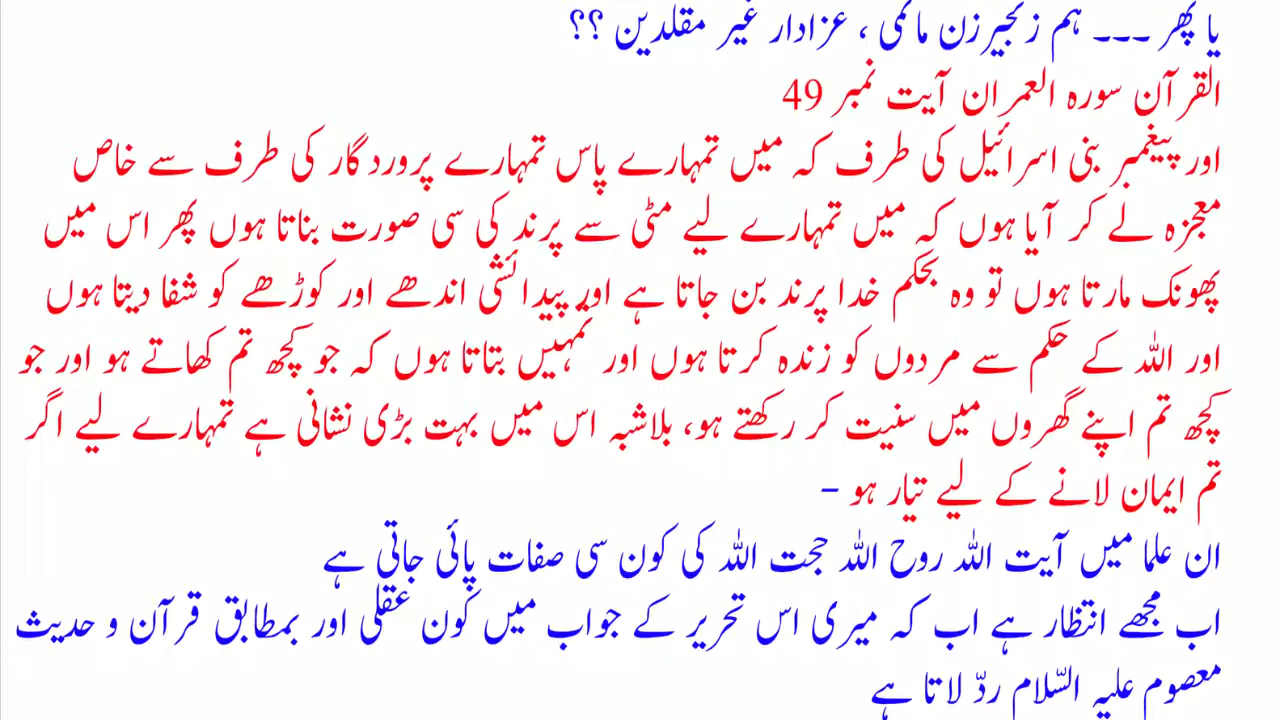 یا پھر ۔۔۔ ہم زنجیرزن ماتمی ، عزادار غیر مقلدین ؟؟
القرآن سورہ العمران آیت نمبر 49
اور پیغمبر بنی اسرائیل کی طرف کہ میں تمہارے پاس تمہارے پروردگار کی طرف سے خاص
معجزہ لے کر آیا ہوں کہ میں تمہارے لیے مٹی سے پرند کی سی صورت بناتا ہوں پھر اس میں
پھونک مارتا ہوں تو وہ بحکم خدا پرند بن جاتا ہے اور پیدائشی اندھے اور کوڑھے کو شفا دیتا ہوں
اور اللہ کے حکم سے مردوں کو زندہ کرتا ہوں اور تمہیں بتاتا ہوں کہ جو کچھ تم کھاتے ہو اور جو
کچھ تم اپنے گھروں میں سنیت کر رکھتے ہو، بلاشبہ اس میں بہت بڑی نشانی ہے تمہارے لیے اگر
تم ایمان لانے کے لیے تیار ہو –
ان علما میں آیت اللہ روح اللہ حجت اللہ کی کون سی صفات پائی جاتی ہے
اب مجھے انتظار ہے اب کہ میری اس تحریر کے جواب میں کون عقلی اور بمطابق قرآن و حدیث
معصوم علیہ السّلام ردّ لاتا ہے